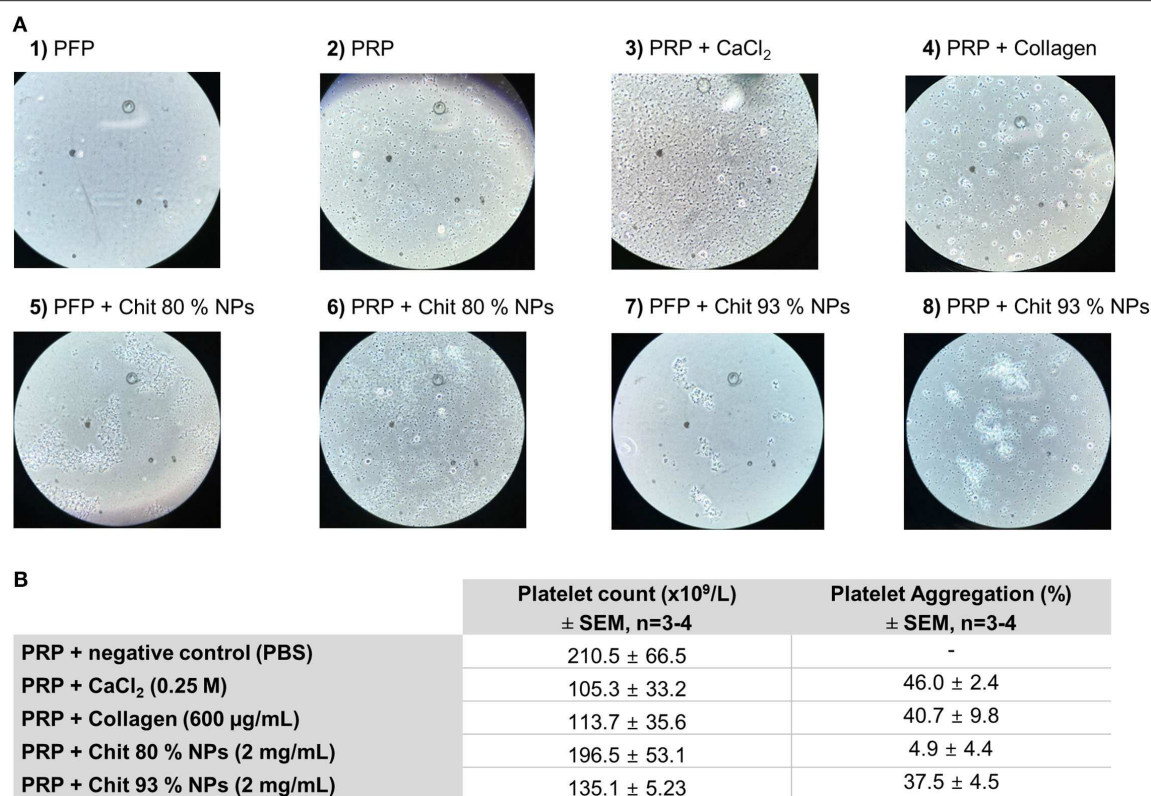 A
1) PFP
2) PRP
3) PRP + CaCl₂
4) PRP + Collagen
5) PFP + Chit 80 % NPs
6) PRP + Chit 80 % NPs
7) PFP + Chit 93 % NPs
8) PRP + Chit 93 % NPs
B
Platelet count (x10⁹/L) Platelet Aggregation (%)
± SEM, n=3-4 ± SEM, n=3-4
PRP + negative control (PBS) 210.5 ± 66.5 -
PRP + CaCl₂ (0.25 M) 105.3 ± 33.2 46.0 ± 2.4
PRP + Collagen (600 µg/mL) 113.7 ± 35.6 40.7 ± 9.8
PRP + Chit 80 % NPs (2 mg/mL) 196.5 ± 53.1 4.9 ± 4.4
PRP + Chit 93 % NPs (2 mg/mL) 135.1 ± 5.23 37.5 ± 4.5